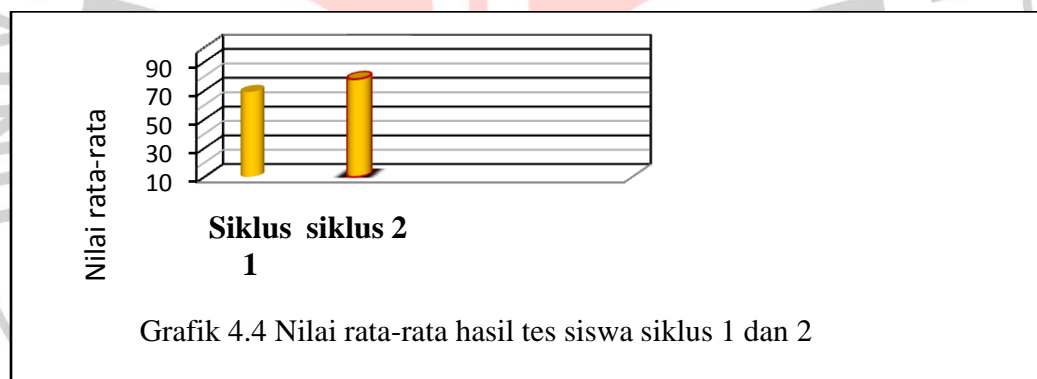 90
70
50
30
10
Nilai rata-rata
Siklus siklus 2
1
Grafik 4.4 Nilai rata-rata hasil tes siswa siklus 1 dan 2